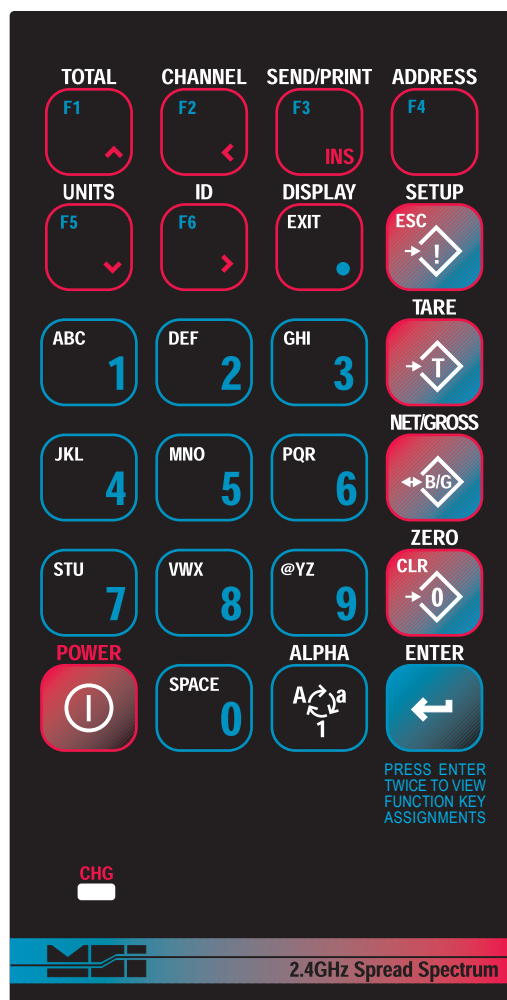 TOTAL CHANNEL SEND/PRINT ADDRESS
F1 F2 F3 F4
INS
UNITS ID DISPLAY SETUP
F5 F6 EXIT ESC
!
TARE
ABC DEF GHI
1 2 3 T
NET/GROSS
JKL MNO PQR
4 5 6 B/G
ZERO
STU VWX @YZ CLR
7 8 9 0
POWER ALPHA ENTER
SPACE A a
0 1
PRESS ENTER
TWICE TO VIEW
FUNCTION KEY
ASSIGNMENTS
CHG
MSI
2.4GHz Spread Spectrum